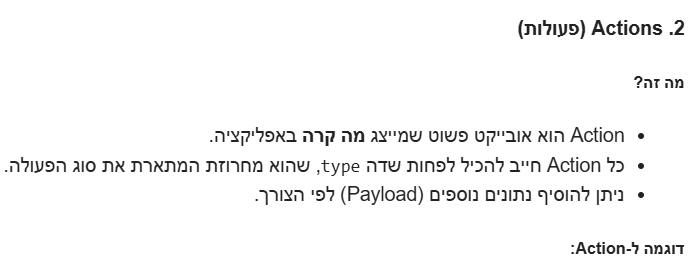 2. Actions (פעולות)
מה זה?
• Action הוא אובייקט פשוט שמייצג מה קרה באפליקציה.
• כל Action חייב להכיל לפחות שדה type, שהוא מחרוזת המתארת את סוג הפעולה.
• ניתן להוסיף נתונים נוספים (Payload) לפי הצורך.
דוגמה ל-Action: